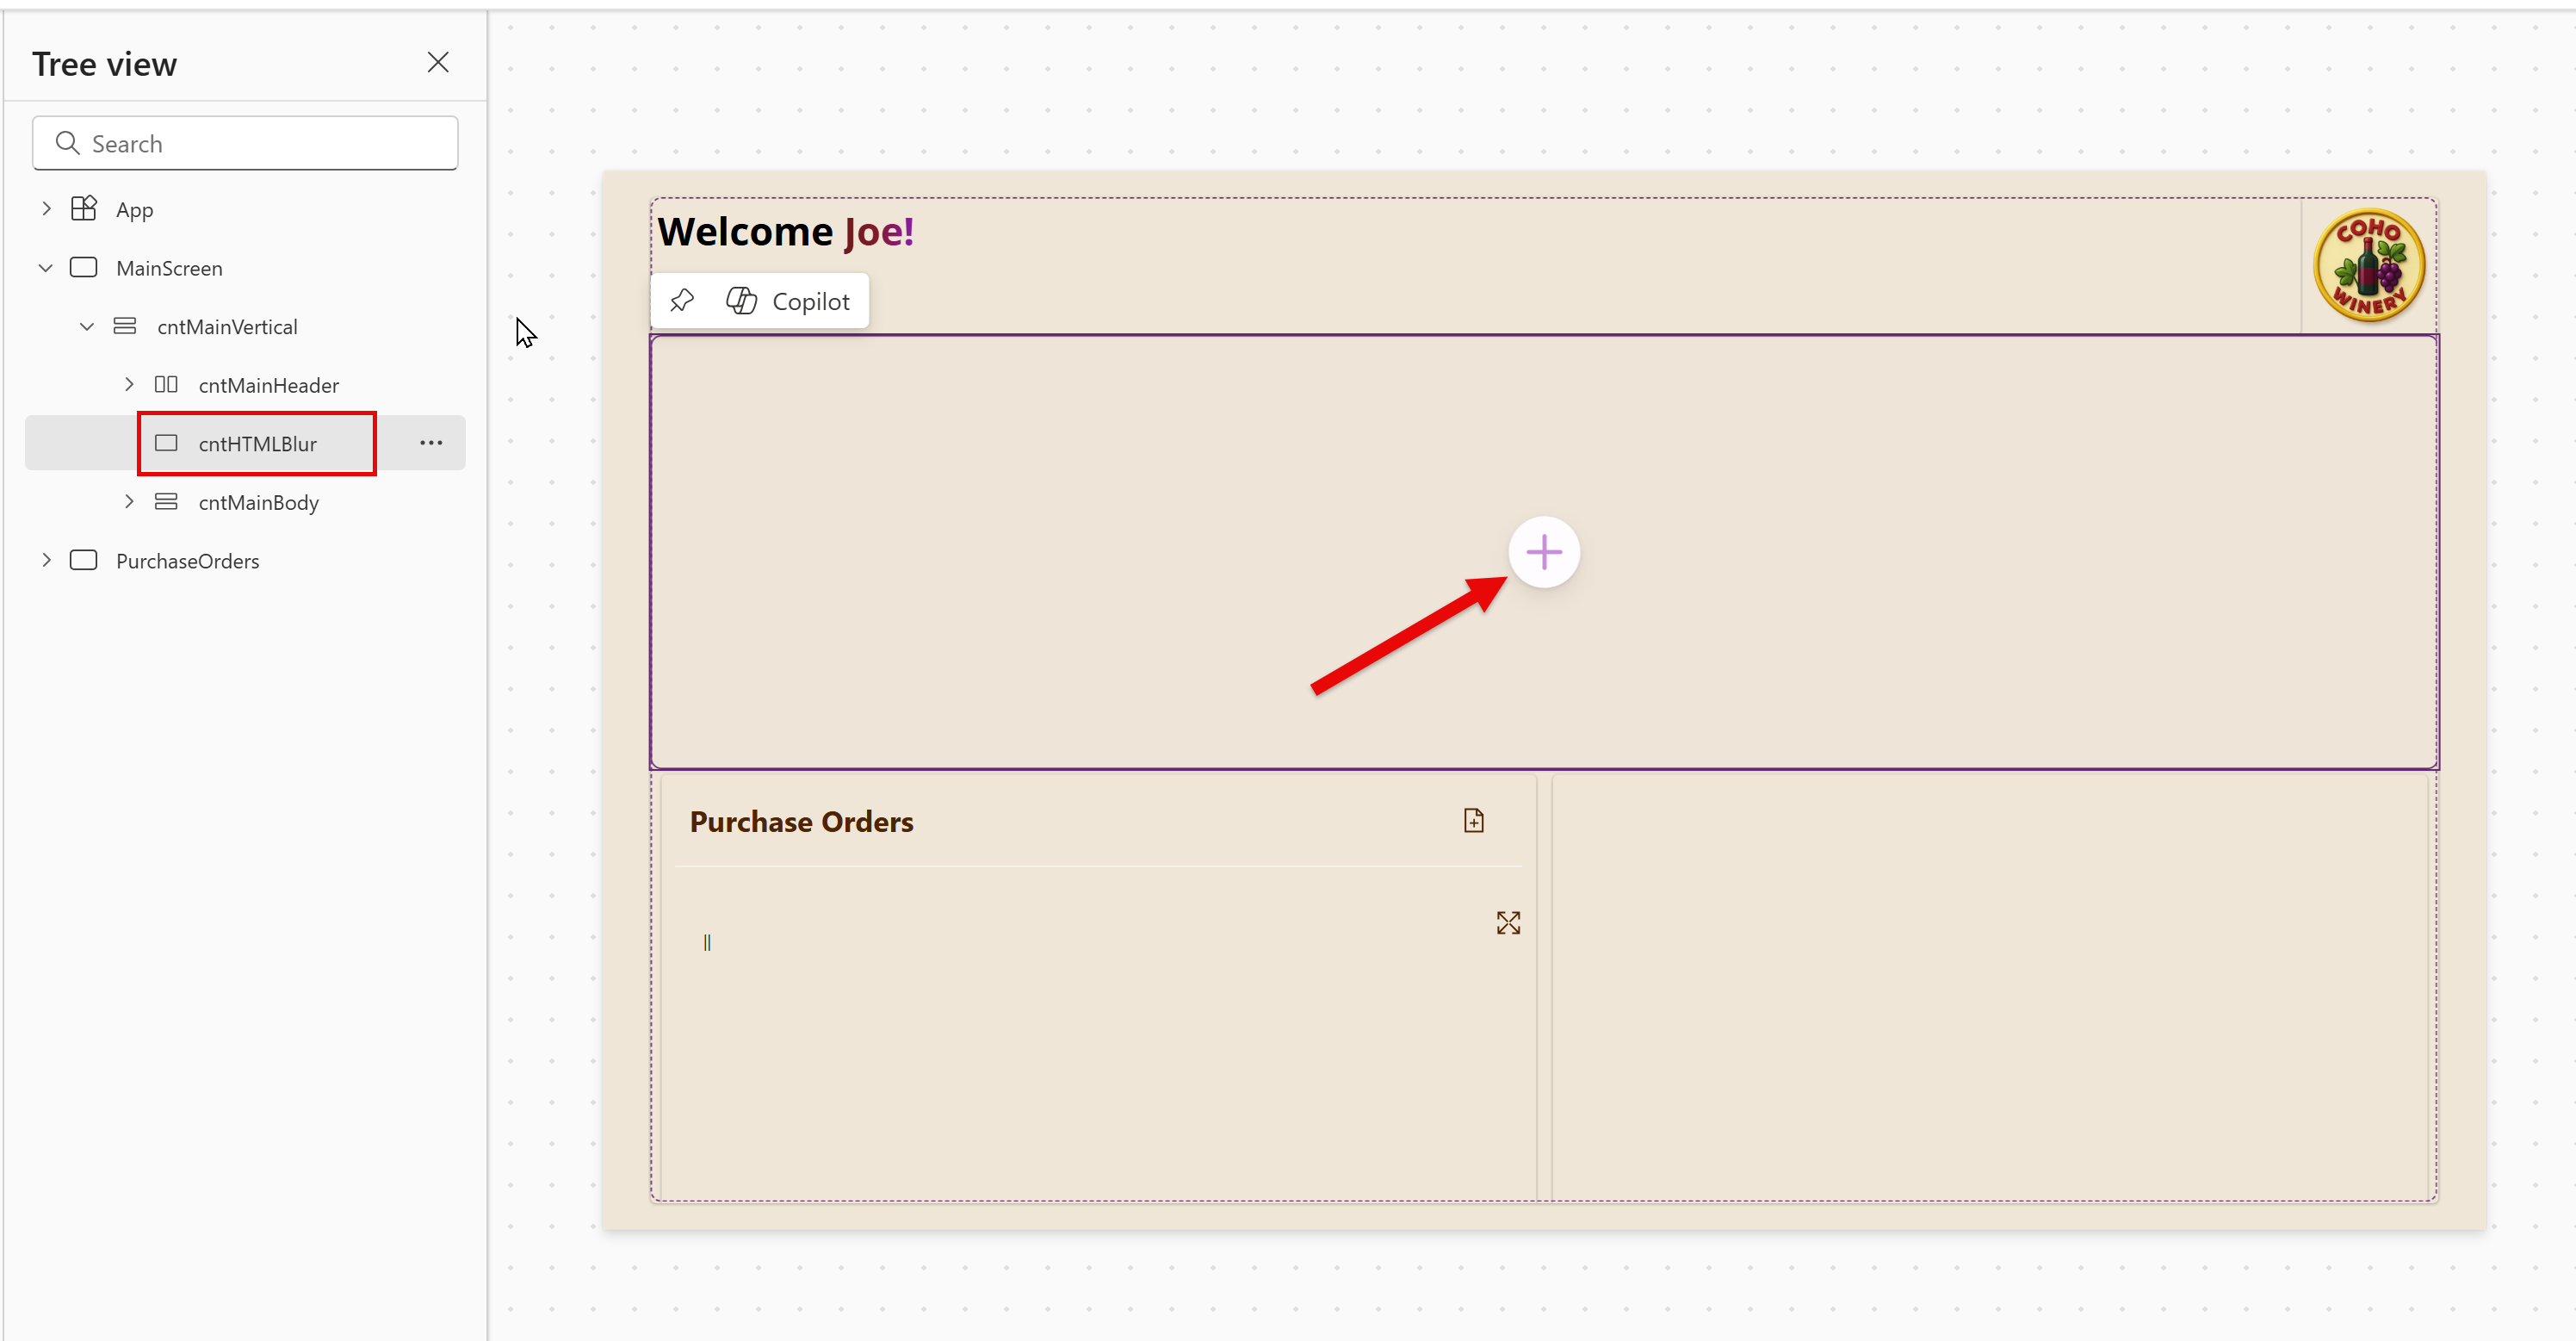 Tree view
Search
App
MainScreen
cntMainVertical
cntMainHeader
cntHTMLBlur
cntMainBody
PurchaseOrders
Welcome Joe!
COHO
WINERY
Copilot
Purchase Orders
||